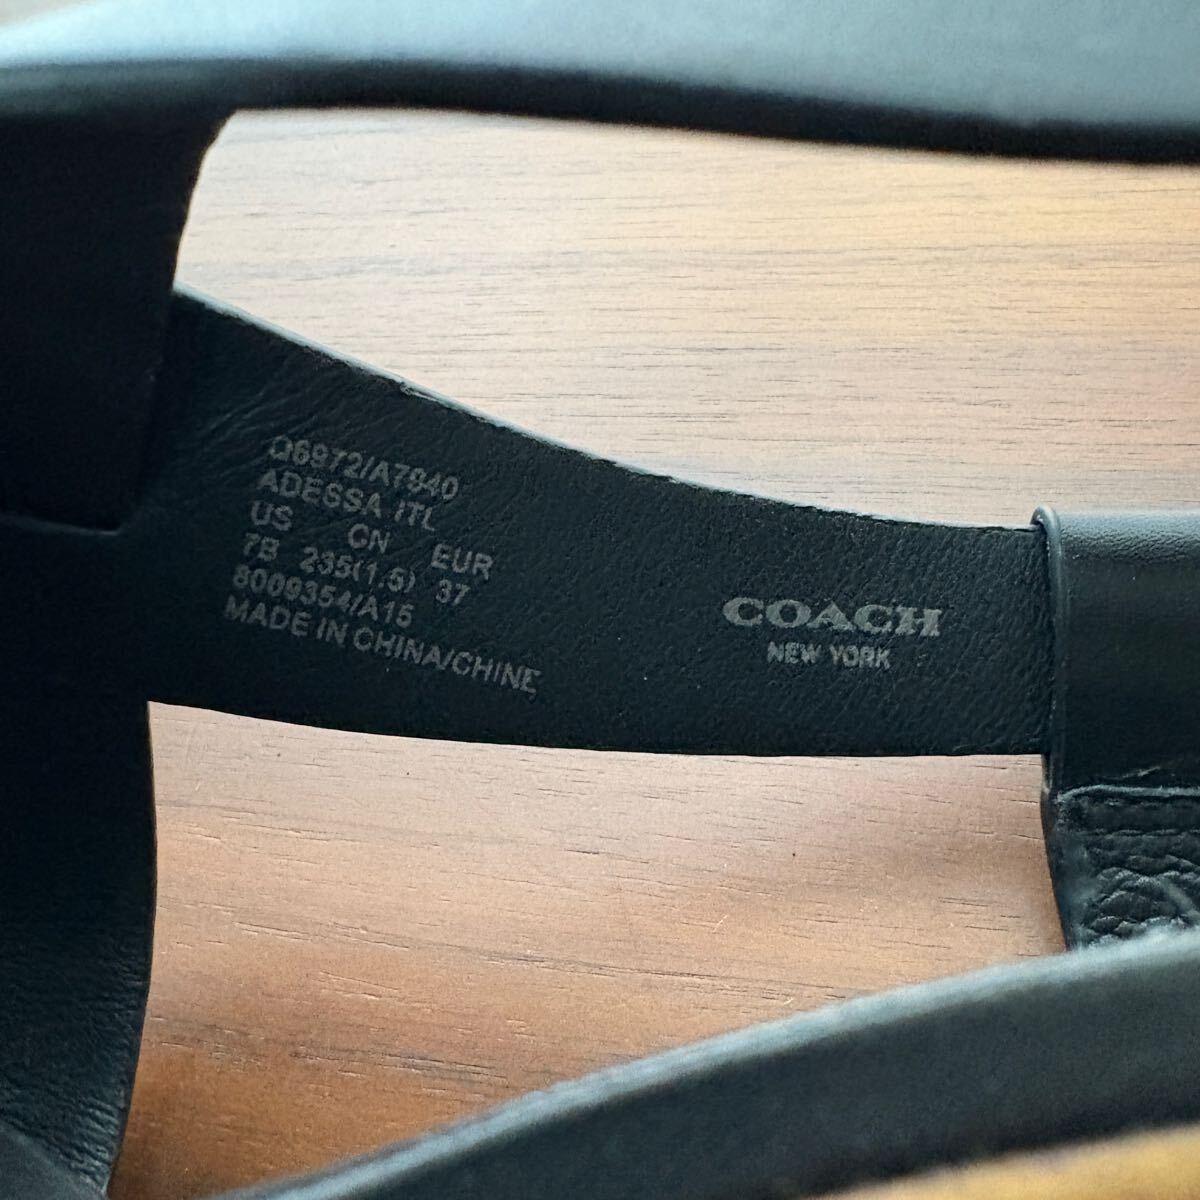 Q6972/A7840
ADESSA ITL
US CN EUR
7B 235(1.5) 37
8009354/A15
MADE IN CHINA/CHINE
COACH
NEW YORK